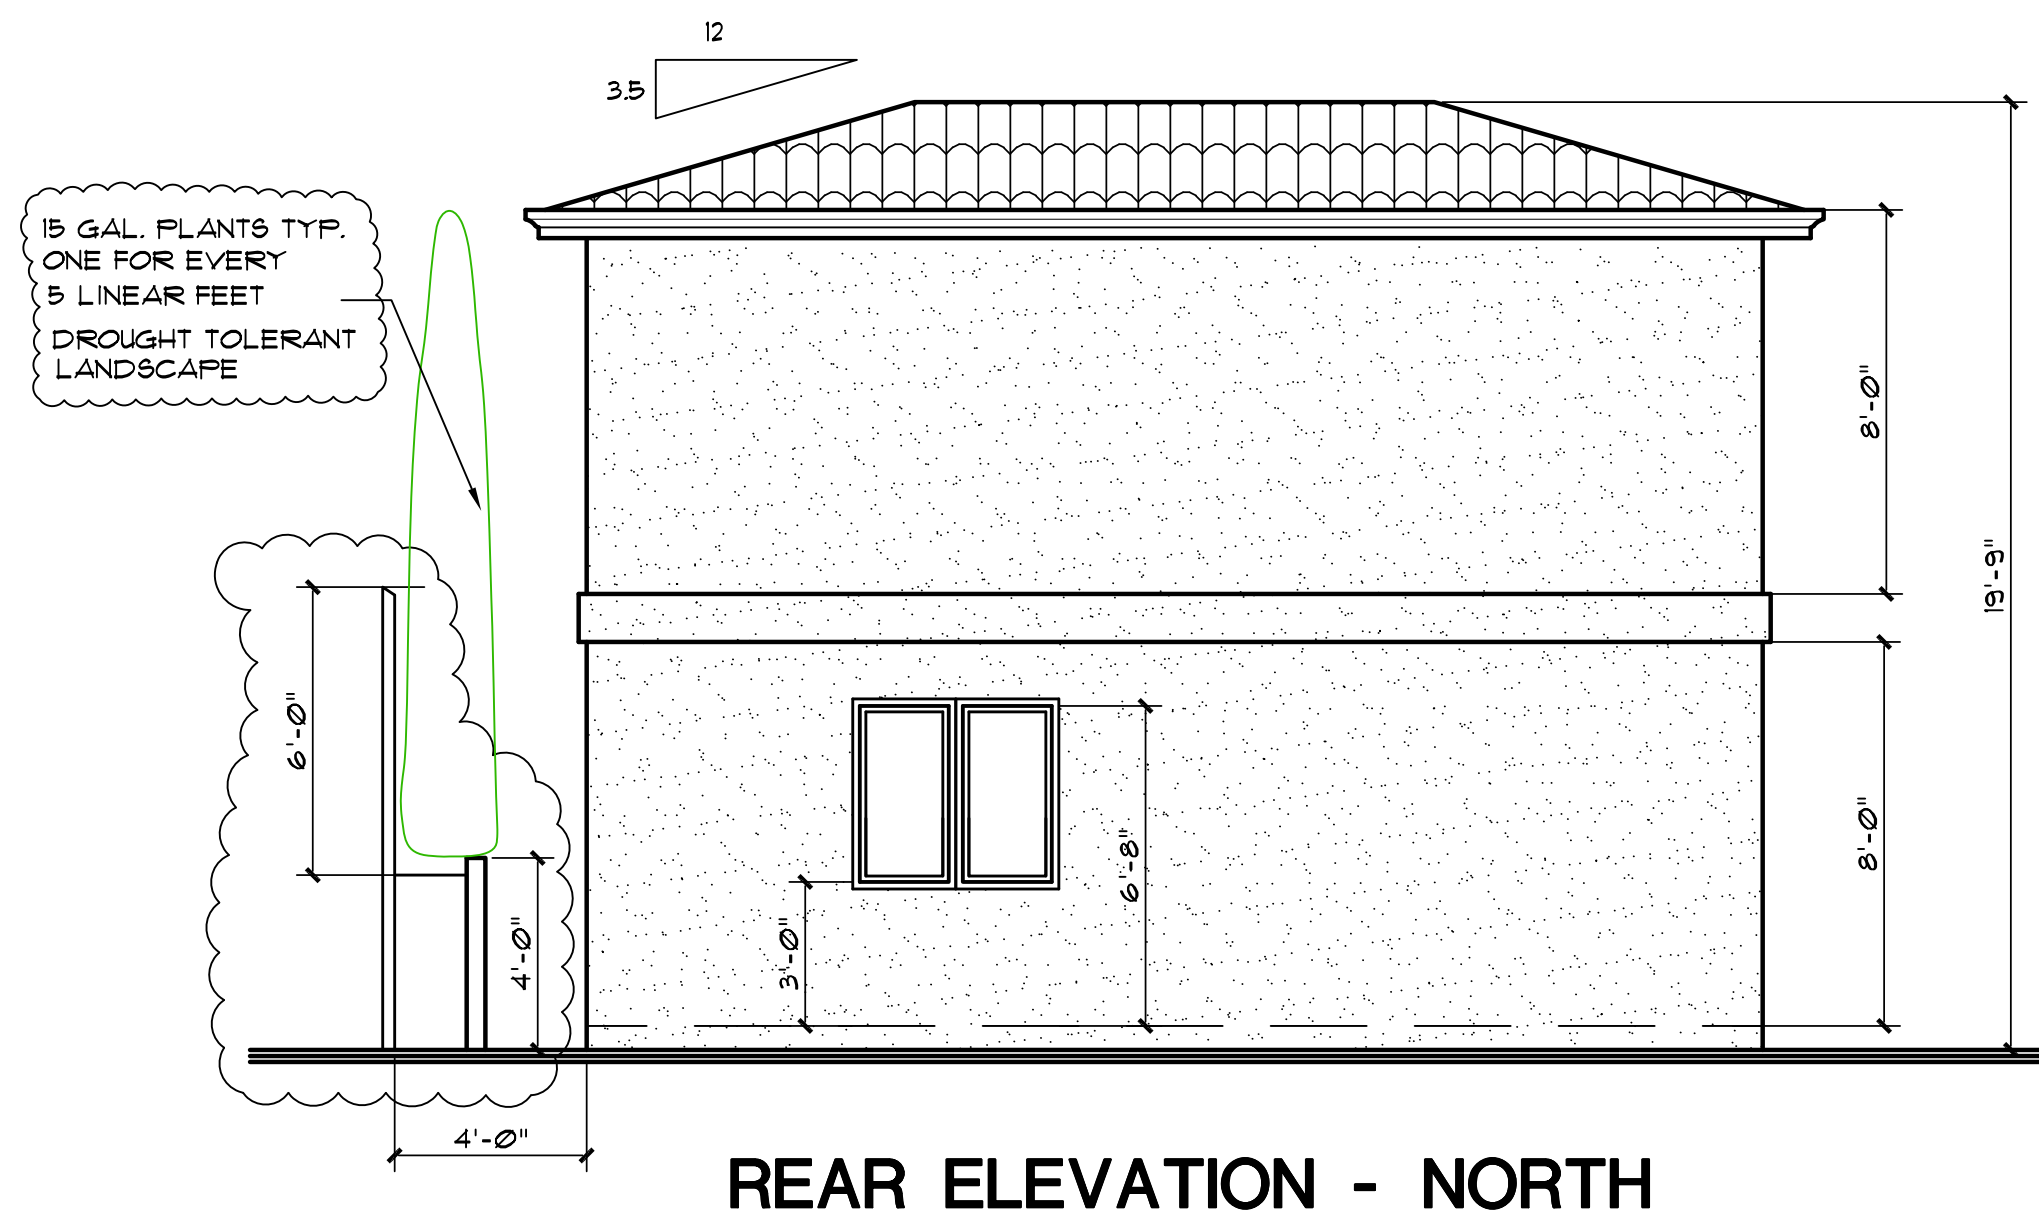 12
3.5
15 GAL. PLANTS TYP.
ONE FOR EVERY
5 LINEAR FEET
DROUGHT TOLERANT
LANDSCAPE
8'-0"
19'-9"
6'-0"
8'-0"
6'-8"
4'-0"
3'-0"
4'-0"
REAR ELEVATION - NORTH